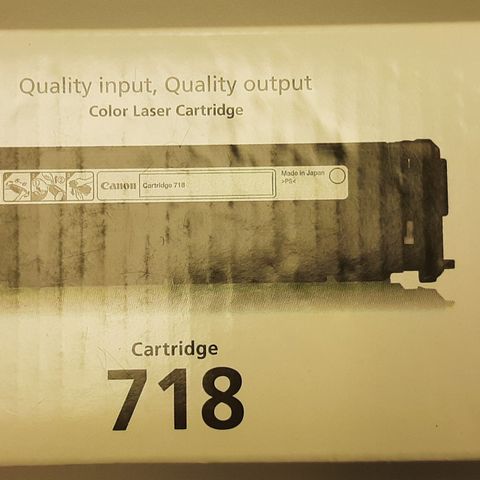 Quality input, Quality output
Color Laser Cartridge
Canon Cartridge 718
Made in Japan
>PS<
Cartridge
718